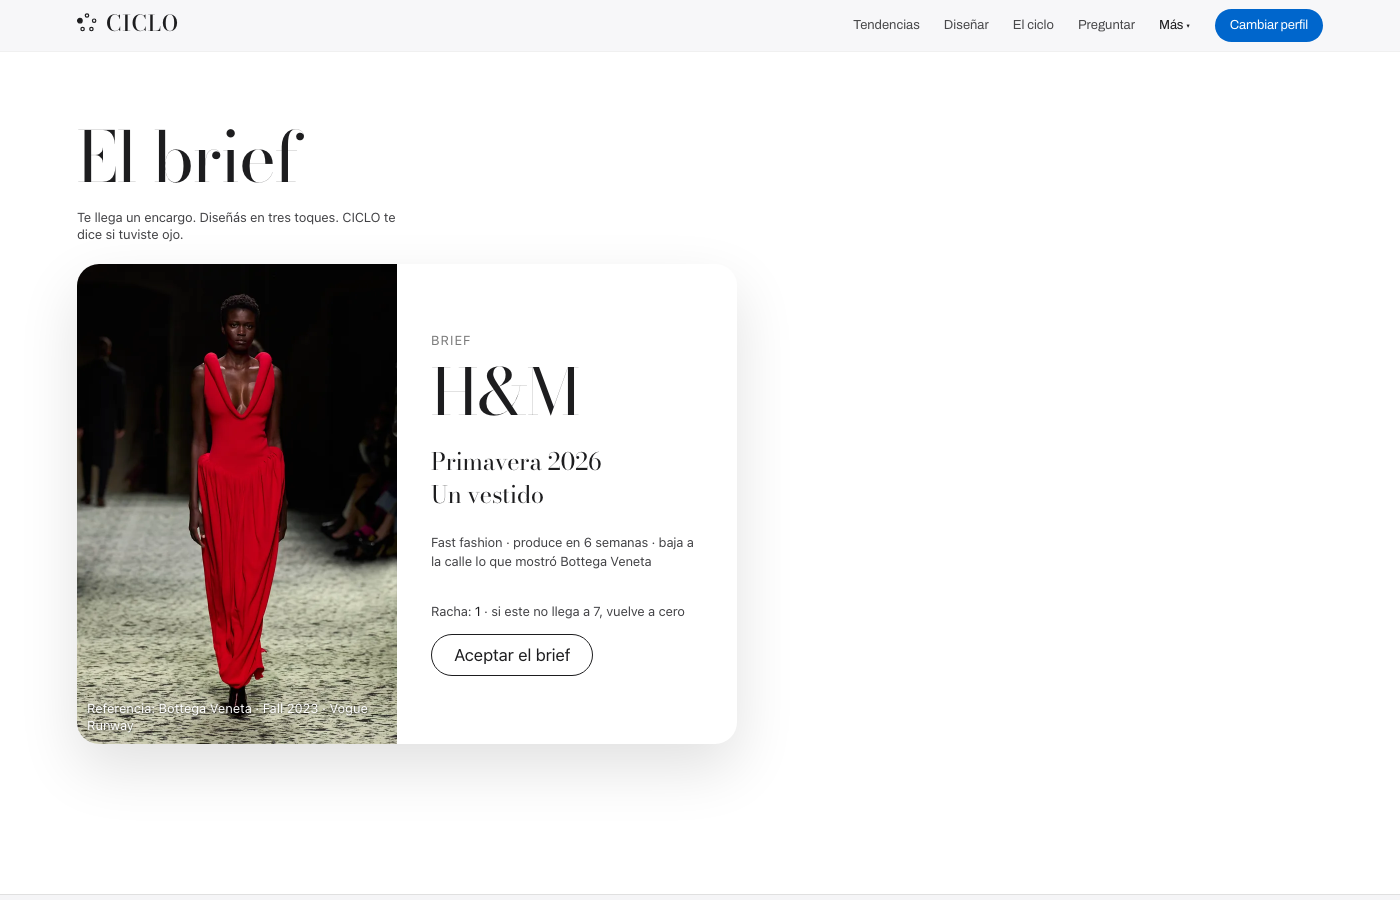 CICLO
Tendencias
Diseñar
El ciclo
Preguntar
Más
Cambiar perfil
El brief
Te llega un encargo. Diseñás en tres toques. CICLO te
dice si tuviste ojo.
BRIEF
H&M
Primavera 2026
Un vestido
Fast fashion · produce en 6 semanas · baja a
la calle lo que mostró Bottega Veneta
Racha: 1 · si este no llega a 7, vuelve a cero
Aceptar el brief
Referencia: Bottega Veneta · Fall 2023 · Vogue
Runway